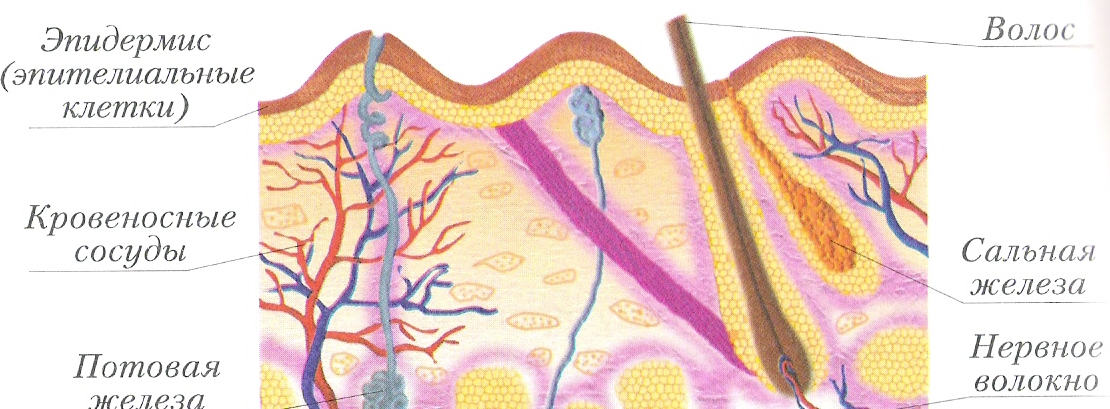 Эпидермис
(эпителиальные
клетки)
Кровеносные
сосуды
Потовая
железа
Волос
Сальная
железа
Нервное
волокно